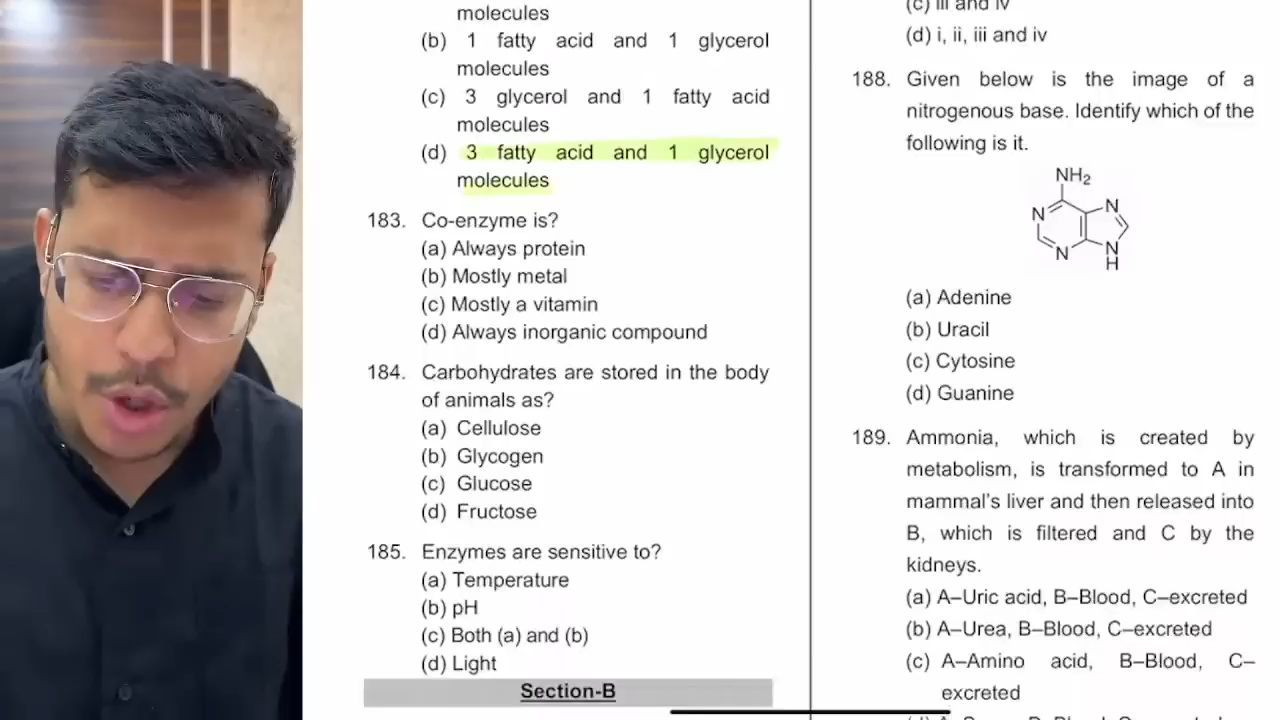 molecules
(b) 1 fatty acid and 1 glycerol
molecules
(c) 3 glycerol and 1 fatty acid
molecules
(d) 3 fatty acid and 1 glycerol
molecules
183. Co-enzyme is?
(a) Always protein
(b) Mostly metal
(c) Mostly a vitamin
(d) Always inorganic compound
184. Carbohydrates are stored in the body
of animals as?
(a) Cellulose
(b) Glycogen
(c) Glucose
(d) Fructose
185. Enzymes are sensitive to?
(a) Temperature
(b) pH
(c) Both (a) and (b)
(d) Light
Section-B
(c) iii and iv
(d) i, ii, iii and iv
188. Given below is the image of a
nitrogenous base. Identify which of the
following is it.
NH2
N
N
N
N
H
(a) Adenine
(b) Uracil
(c) Cytosine
(d) Guanine
189. Ammonia, which is created by
metabolism, is transformed to A in
mammal's liver and then released into
B, which is filtered and C by the
kidneys.
(a) A–Uric acid, B–Blood, C–excreted
(b) A–Urea, B–Blood, C–excreted
(c) A–Amino acid, B–Blood, C–
excreted